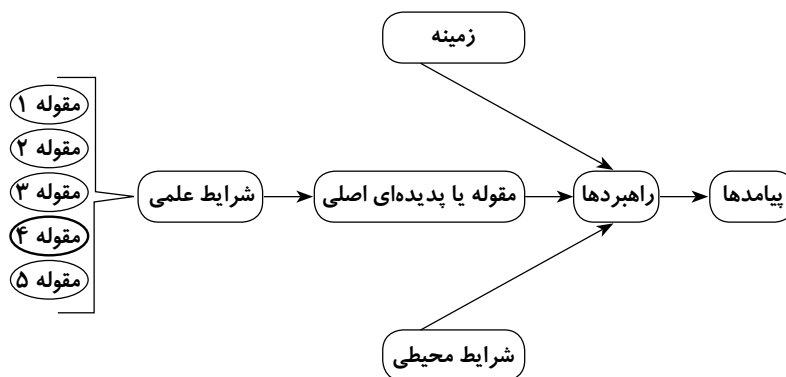 زمینه
مقوله ۱
مقوله ۲
مقوله ۳
مقوله ۴
مقوله ۵
شرایط علمی
مقوله یا پدیده‌ای اصلی
راهبردها
پیامدها
شرایط محیطی